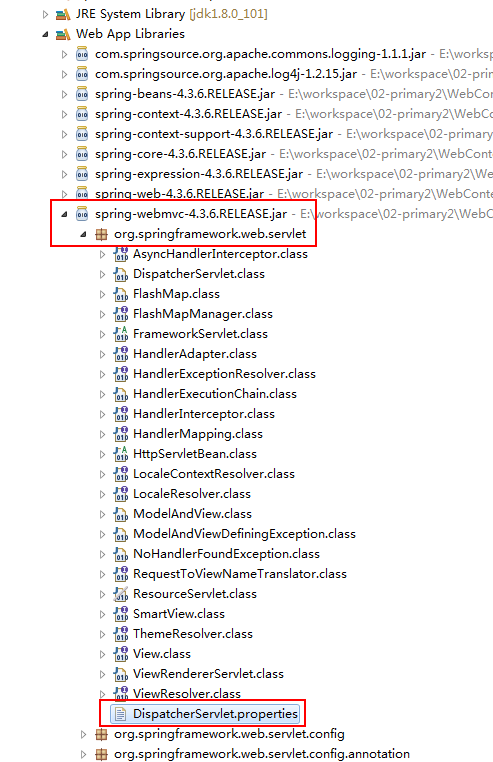 JRE System Library [jdk1.8.0_101]
Web App Libraries
com.springsource.org.apache.commons.logging-1.1.1.jar - E:\w
com.springsource.org.apache.log4j-1.2.15.jar - E:\workspace\
spring-beans-4.3.6.RELEASE.jar - E:\workspace\02-primary2\WebCon
spring-context-4.3.6.RELEASE.jar - E:\workspace\02-primary2\WebC
spring-context-support-4.3.6.RELEASE.jar - E:\workspace\02-prima
spring-core-4.3.6.RELEASE.jar - E:\workspace\02-primary2\WebCont
spring-expression-4.3.6.RELEASE.jar - E:\workspace\02-primary2\W
spring-web-4.3.6.RELEASE.jar - E:\workspace\02-primary2\WebConte
spring-webmvc-4.3.6.RELEASE.jar - E:\workspace\02-primary2\WebC
org.springframework.web.servlet
AsyncHandlerInterceptor.class
DispatcherServlet.class
FlashMap.class
FlashMapManager.class
FrameworkServlet.class
HandlerAdapter.class
HandlerExceptionResolver.class
HandlerExecutionChain.class
HandlerInterceptor.class
HandlerMapping.class
HttpServletBean.class
LocaleContextResolver.class
LocaleResolver.class
ModelAndView.class
ModelAndViewDefiningException.class
NoHandlerFoundException.class
RequestToViewNameTranslator.class
ResourceServlet.class
SmartView.class
ThemeResolver.class
View.class
ViewRendererServlet.class
ViewResolver.class
DispatcherServlet.properties
org.springframework.web.servlet.config
org.springframework.web.servlet.config.annotation